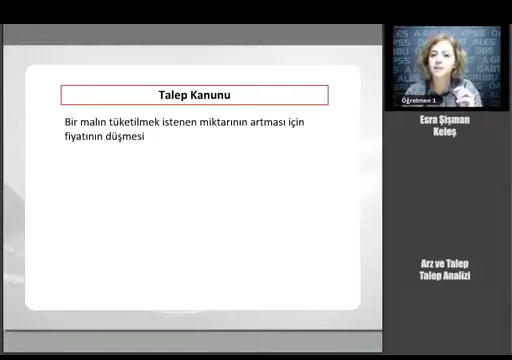 Talep Kanunu
Bir malın tüketilmek istenen miktarının artması için
fiyatının düşmesi
Öğretmen 1
Esra Şişman
Keleş
Arz ve Talep
Talep Analizi